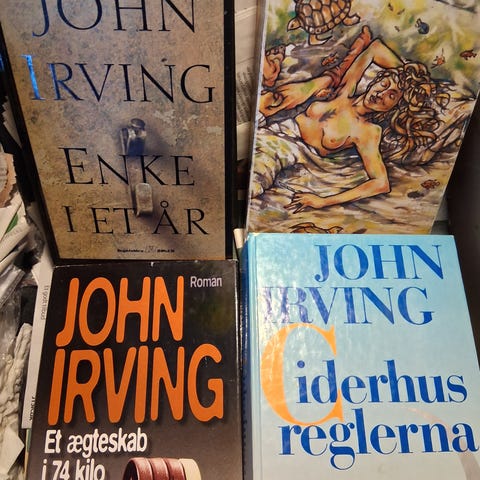 JOHN
IRVING
ENKE
I ET ÅR
JOHN
IRVING
Roman
Et ægteskab
i 74 kilo
JOHN
IRVING
Ciderhus
reglerna